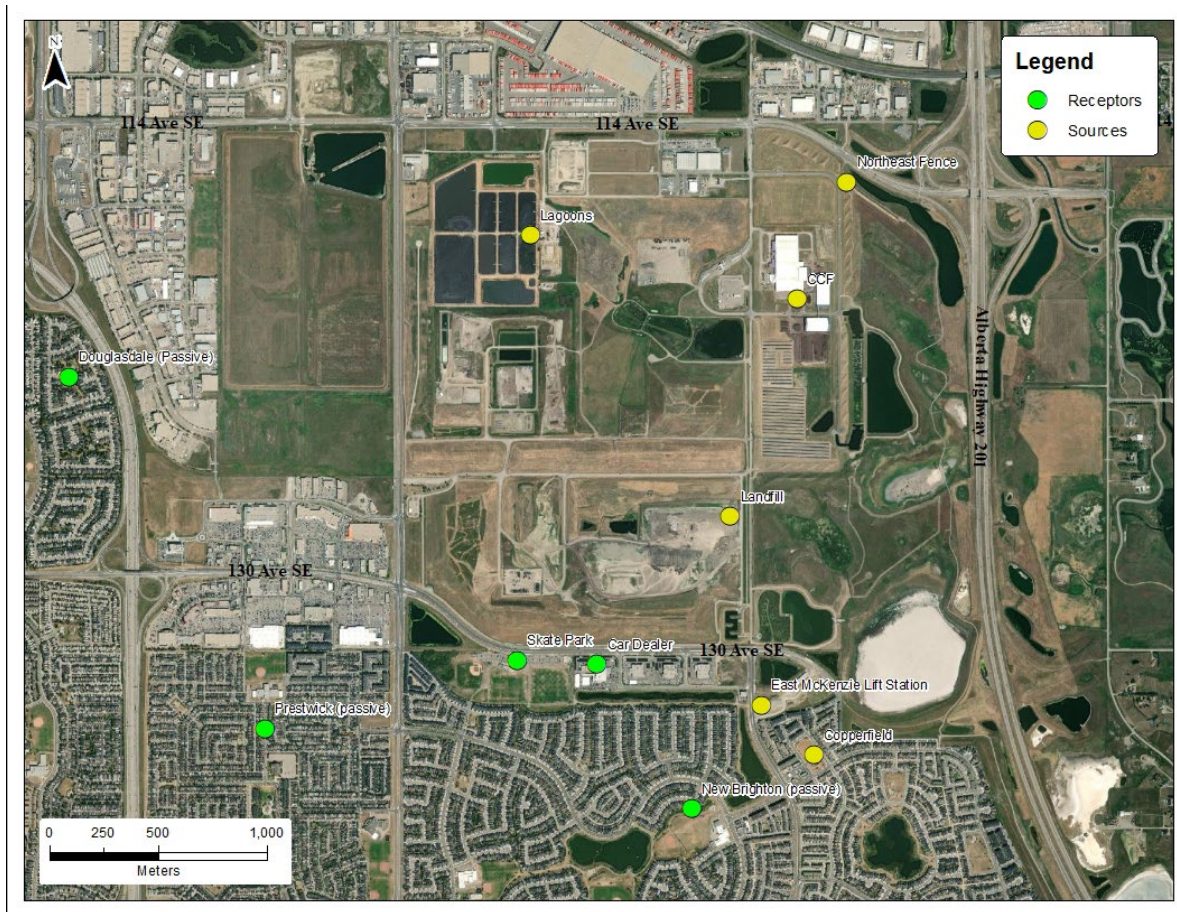 N
Legend
Receptors
Sources
114 Ave SE
114 Ave SE
Northeast Fence
Lagoons
CCF
Alberta Highway 201
Douglasdale (Passive)
Landfill
130 Ave SE
Skate Park
Car Dealer
130 Ave SE
East McKenzie Lift Station
Prestwick (passive)
Copperfield
New Brighton (passive)
0 250 500 1,000
Meters